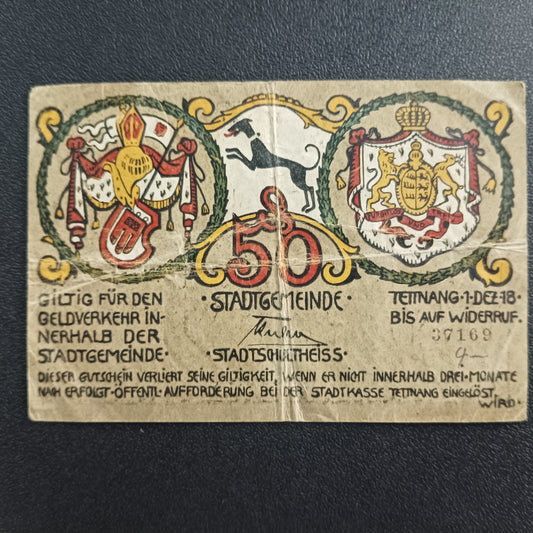 50
GILTIG FÜR DEN
GELDVERKEHR IN-
NERHALB DER
STADTGEMEINDE·
·STADTGEMEINDE·
·STADTSCHULTHEISS·
TETTNANG·1·DEZ·18·
BIS AUF WIDERRUF·
37169
DIESER GUTSCHEIN VERLIERT SEINE GILTIGKEIT, WENN ER NICHT INNERHALB DREI·MONATE
NACH ERFOLGT·ÖFFENTL·AUFFORDERUNG BEI DER STADTKASSE TETTNANG EINGELÖST,
WIRD·